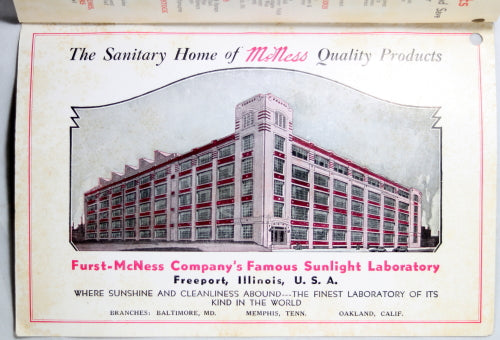 The Sanitary Home of McNess Quality Products
Furst-McNess Company's Famous Sunlight Laboratory
Freeport, Illinois, U. S. A.
WHERE SUNSHINE AND CLEANLINESS ABOUND---THE FINEST LABORATORY OF ITS
KIND IN THE WORLD
BRANCHES: BALTIMORE, MD. MEMPHIS, TENN. OAKLAND, CALIF.